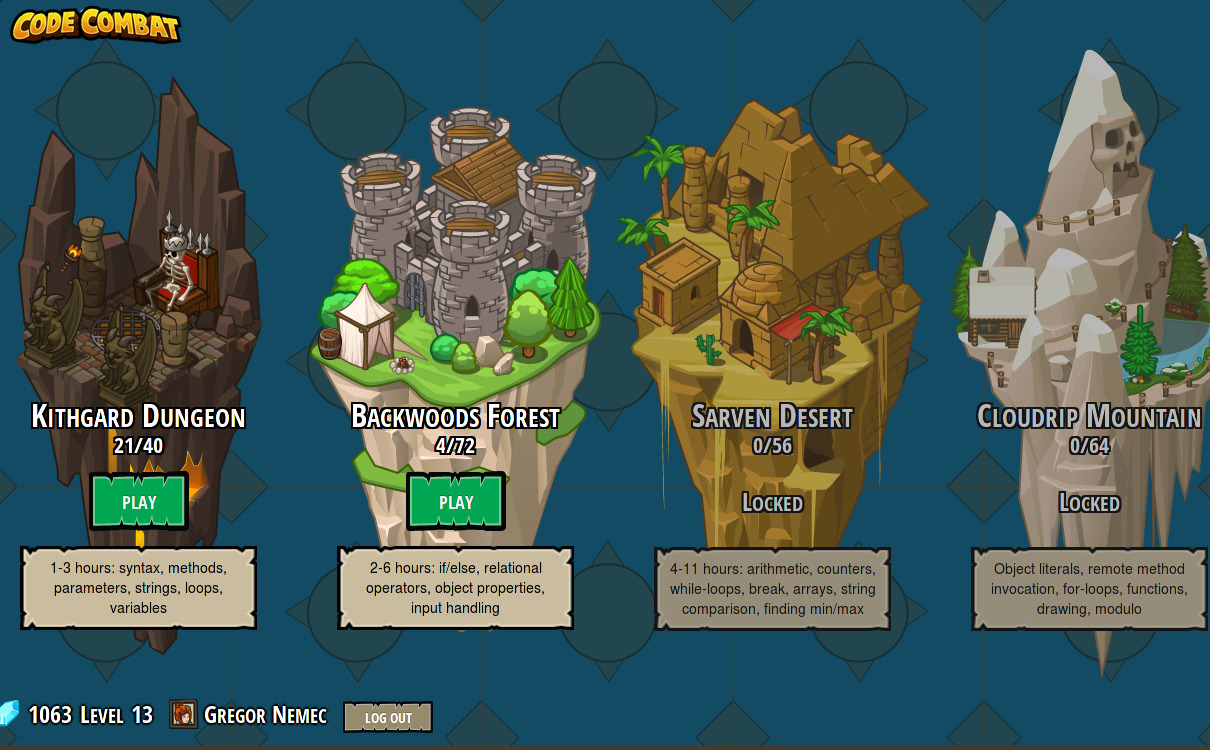 CODE COMBAT
KITHGARD DUNGEON
21/40
PLAY
1-3 hours: syntax, methods,
parameters, strings, loops,
variables
BACKWOODS FOREST
4/72
PLAY
2-6 hours: if/else, relational
operators, object properties,
input handling
SARVEN DESERT
0/56
LOCKED
4-11 hours: arithmetic, counters,
while-loops, break, arrays, string
comparison, finding min/max
CLOUDRIP MOUNTAIN
0/64
LOCKED
Object literals, remote method
invocation, for-loops, functions,
drawing, modulo
1063 LEVEL 13 GREGOR NEMEC LOG OUT